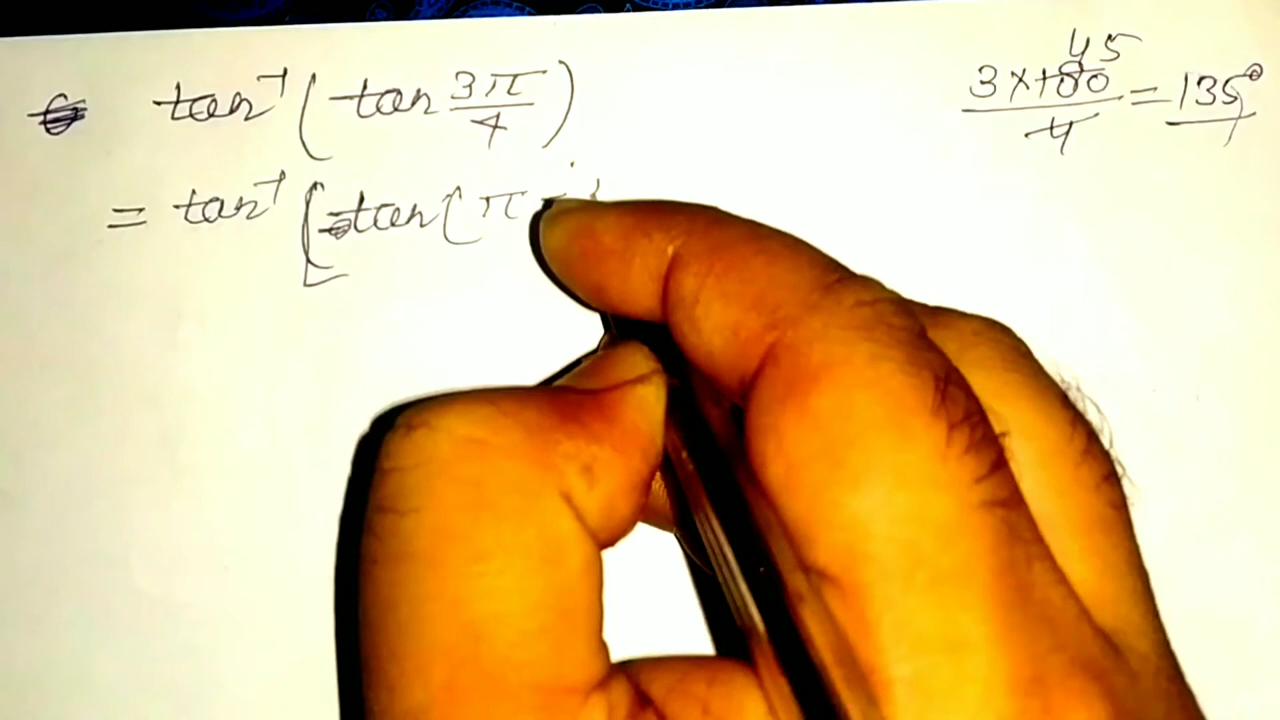 tan⁻¹(tan 3π/4)
3×180/4 = 135°
45
= tan⁻¹[tan(π -